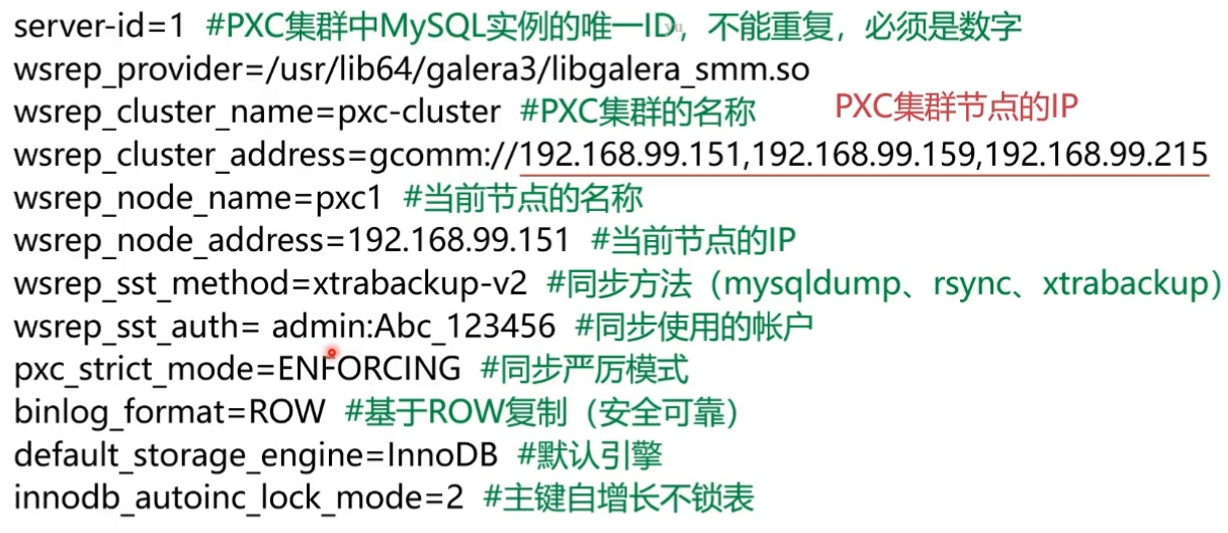 server-id=1 #PXC集群中MySQL实例的唯一ID，不能重复，必须是数字
wsrep_provider=/usr/lib64/galera3/libgalera_smm.so
wsrep_cluster_name=pxc-cluster #PXC集群的名称
PXC集群节点的IP
wsrep_cluster_address=gcomm://192.168.99.151,192.168.99.159,192.168.99.215
wsrep_node_name=pxc1 #当前节点的名称
wsrep_node_address=192.168.99.151 #当前节点的IP
wsrep_sst_method=xtrabackup-v2 #同步方法（mysqldump、rsync、xtrabackup）
wsrep_sst_auth= admin:Abc_123456 #同步使用的帐户
pxc_strict_mode=ENFORCING #同步严厉模式
binlog_format=ROW #基于ROW复制（安全可靠）
default_storage_engine=InnoDB #默认引擎
innodb_autoinc_lock_mode=2 #主键自增长不锁表